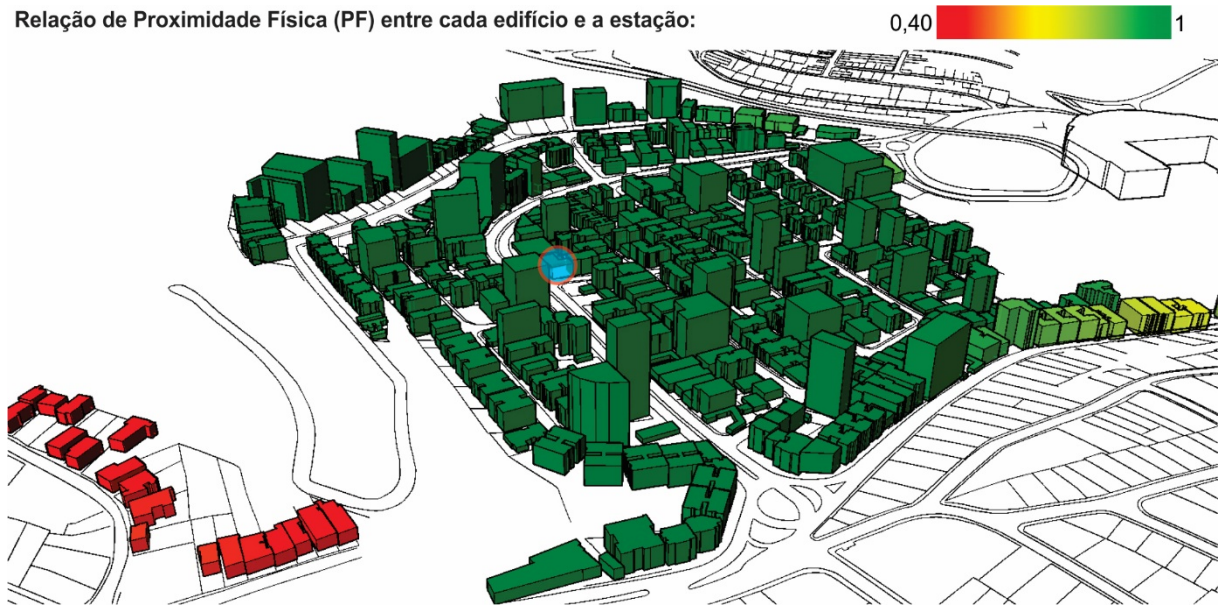 Relação de Proximidade Física (PF) entre cada edifício e a estação:
0,40 1